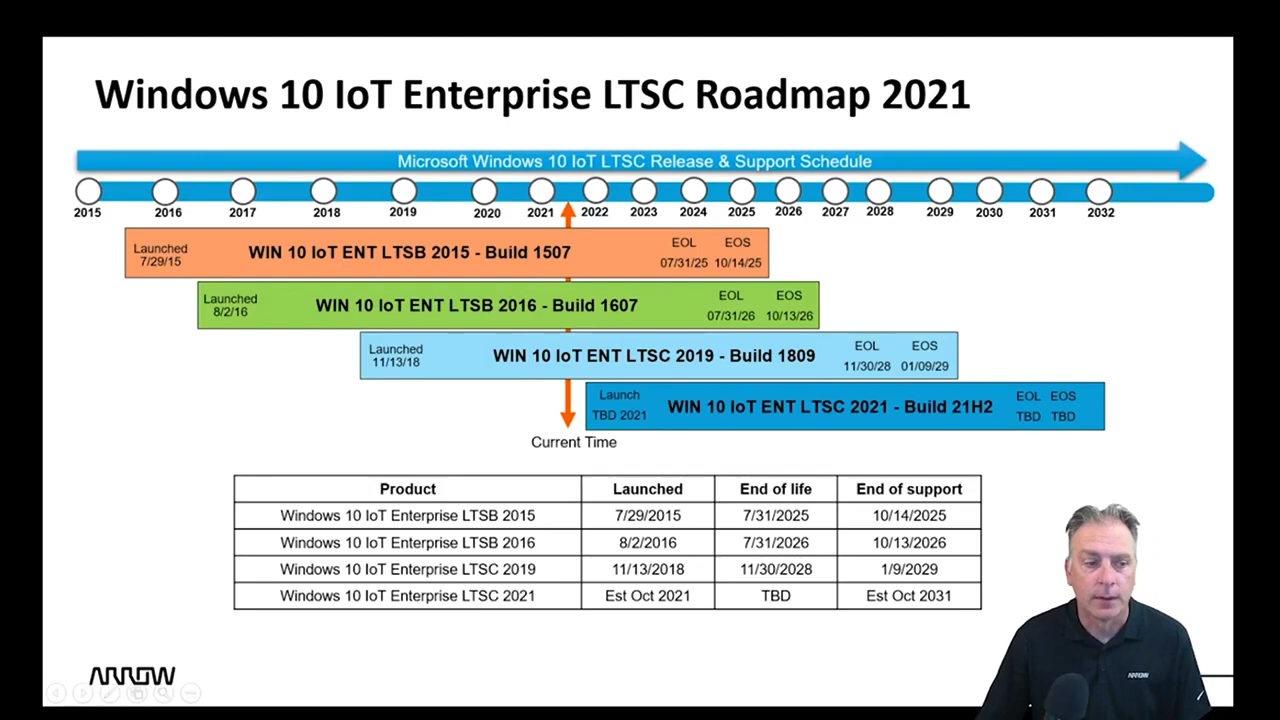 Windows 10 IoT Enterprise LTSC Roadmap 2021
Microsoft Windows 10 IoT LTSC Release & Support Schedule
2015 2016 2017 2018 2019 2020 2021 2022 2023 2024 2025 2026 2027 2028 2029 2030 2031 2032
Launched
7/29/15
WIN 10 IoT ENT LTSB 2015 - Build 1507
EOL EOS
07/31/25 10/14/25
Launched
8/2/16
WIN 10 IoT ENT LTSB 2016 - Build 1607
EOL EOS
07/31/26 10/13/26
Launched
11/13/18
WIN 10 IoT ENT LTSC 2019 - Build 1809
EOL EOS
11/30/28 01/09/29
Launch
TBD 2021
WIN 10 IoT ENT LTSC 2021 - Build 21H2
EOL EOS
TBD TBD
Current Time
Product Launched End of life End of support
Windows 10 IoT Enterprise LTSB 2015 7/29/2015 7/31/2025 10/14/2025
Windows 10 IoT Enterprise LTSB 2016 8/2/2016 7/31/2026 10/13/2026
Windows 10 IoT Enterprise LTSC 2019 11/13/2018 11/30/2028 1/9/2029
Windows 10 IoT Enterprise LTSC 2021 Est Oct 2021 TBD Est Oct 2031
ARROW
ARROW